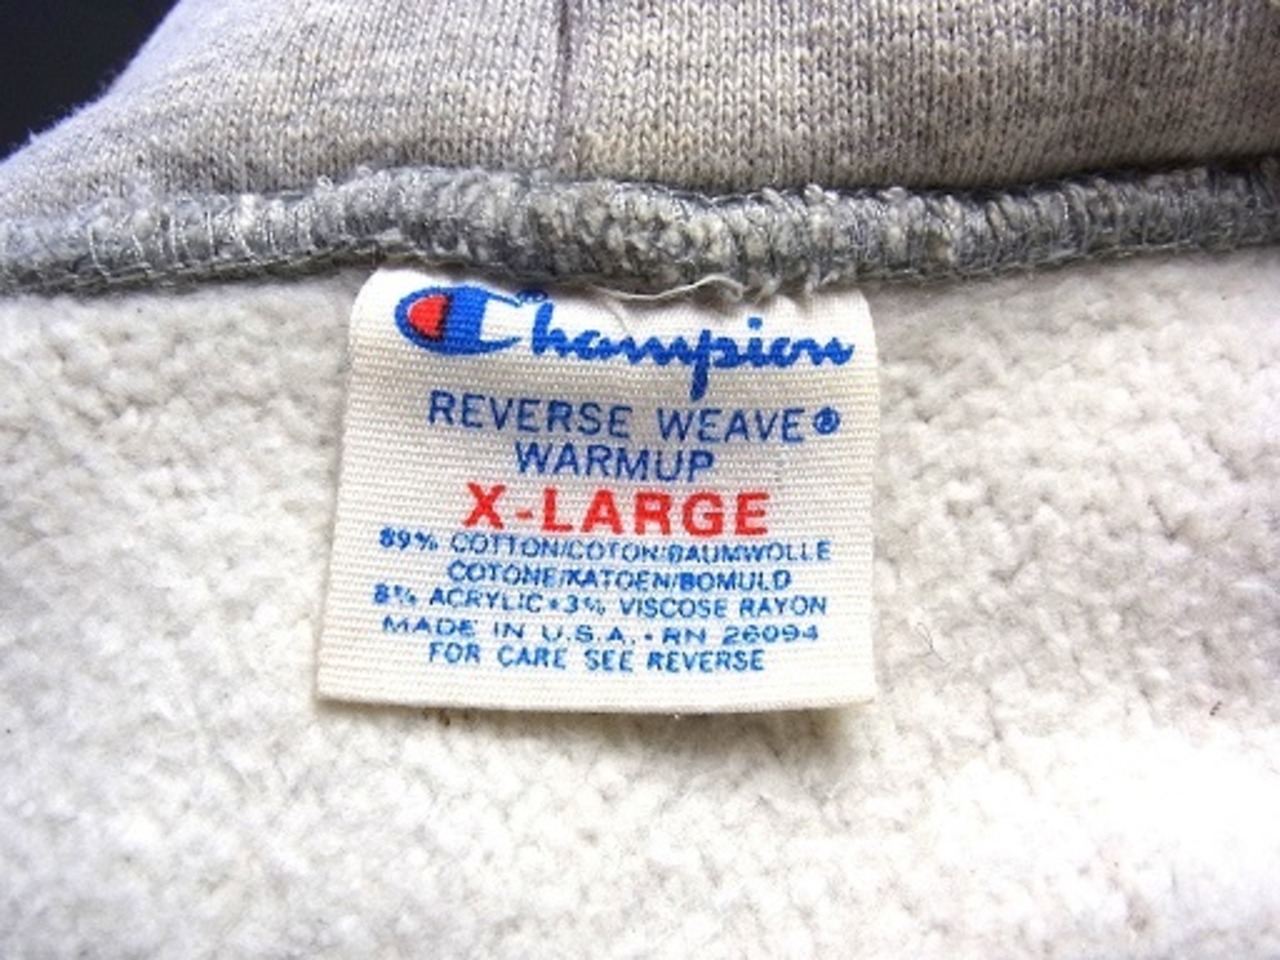 Champion®
REVERSE WEAVE®
WARMUP
X-LARGE
89% COTTON/COTON/BAUMWOLLE
COTONE/KATOEN/BOMULD
8% ACRYLIC•3% VISCOSE RAYON
MADE IN U.S.A.•RN 26094
FOR CARE SEE REVERSE